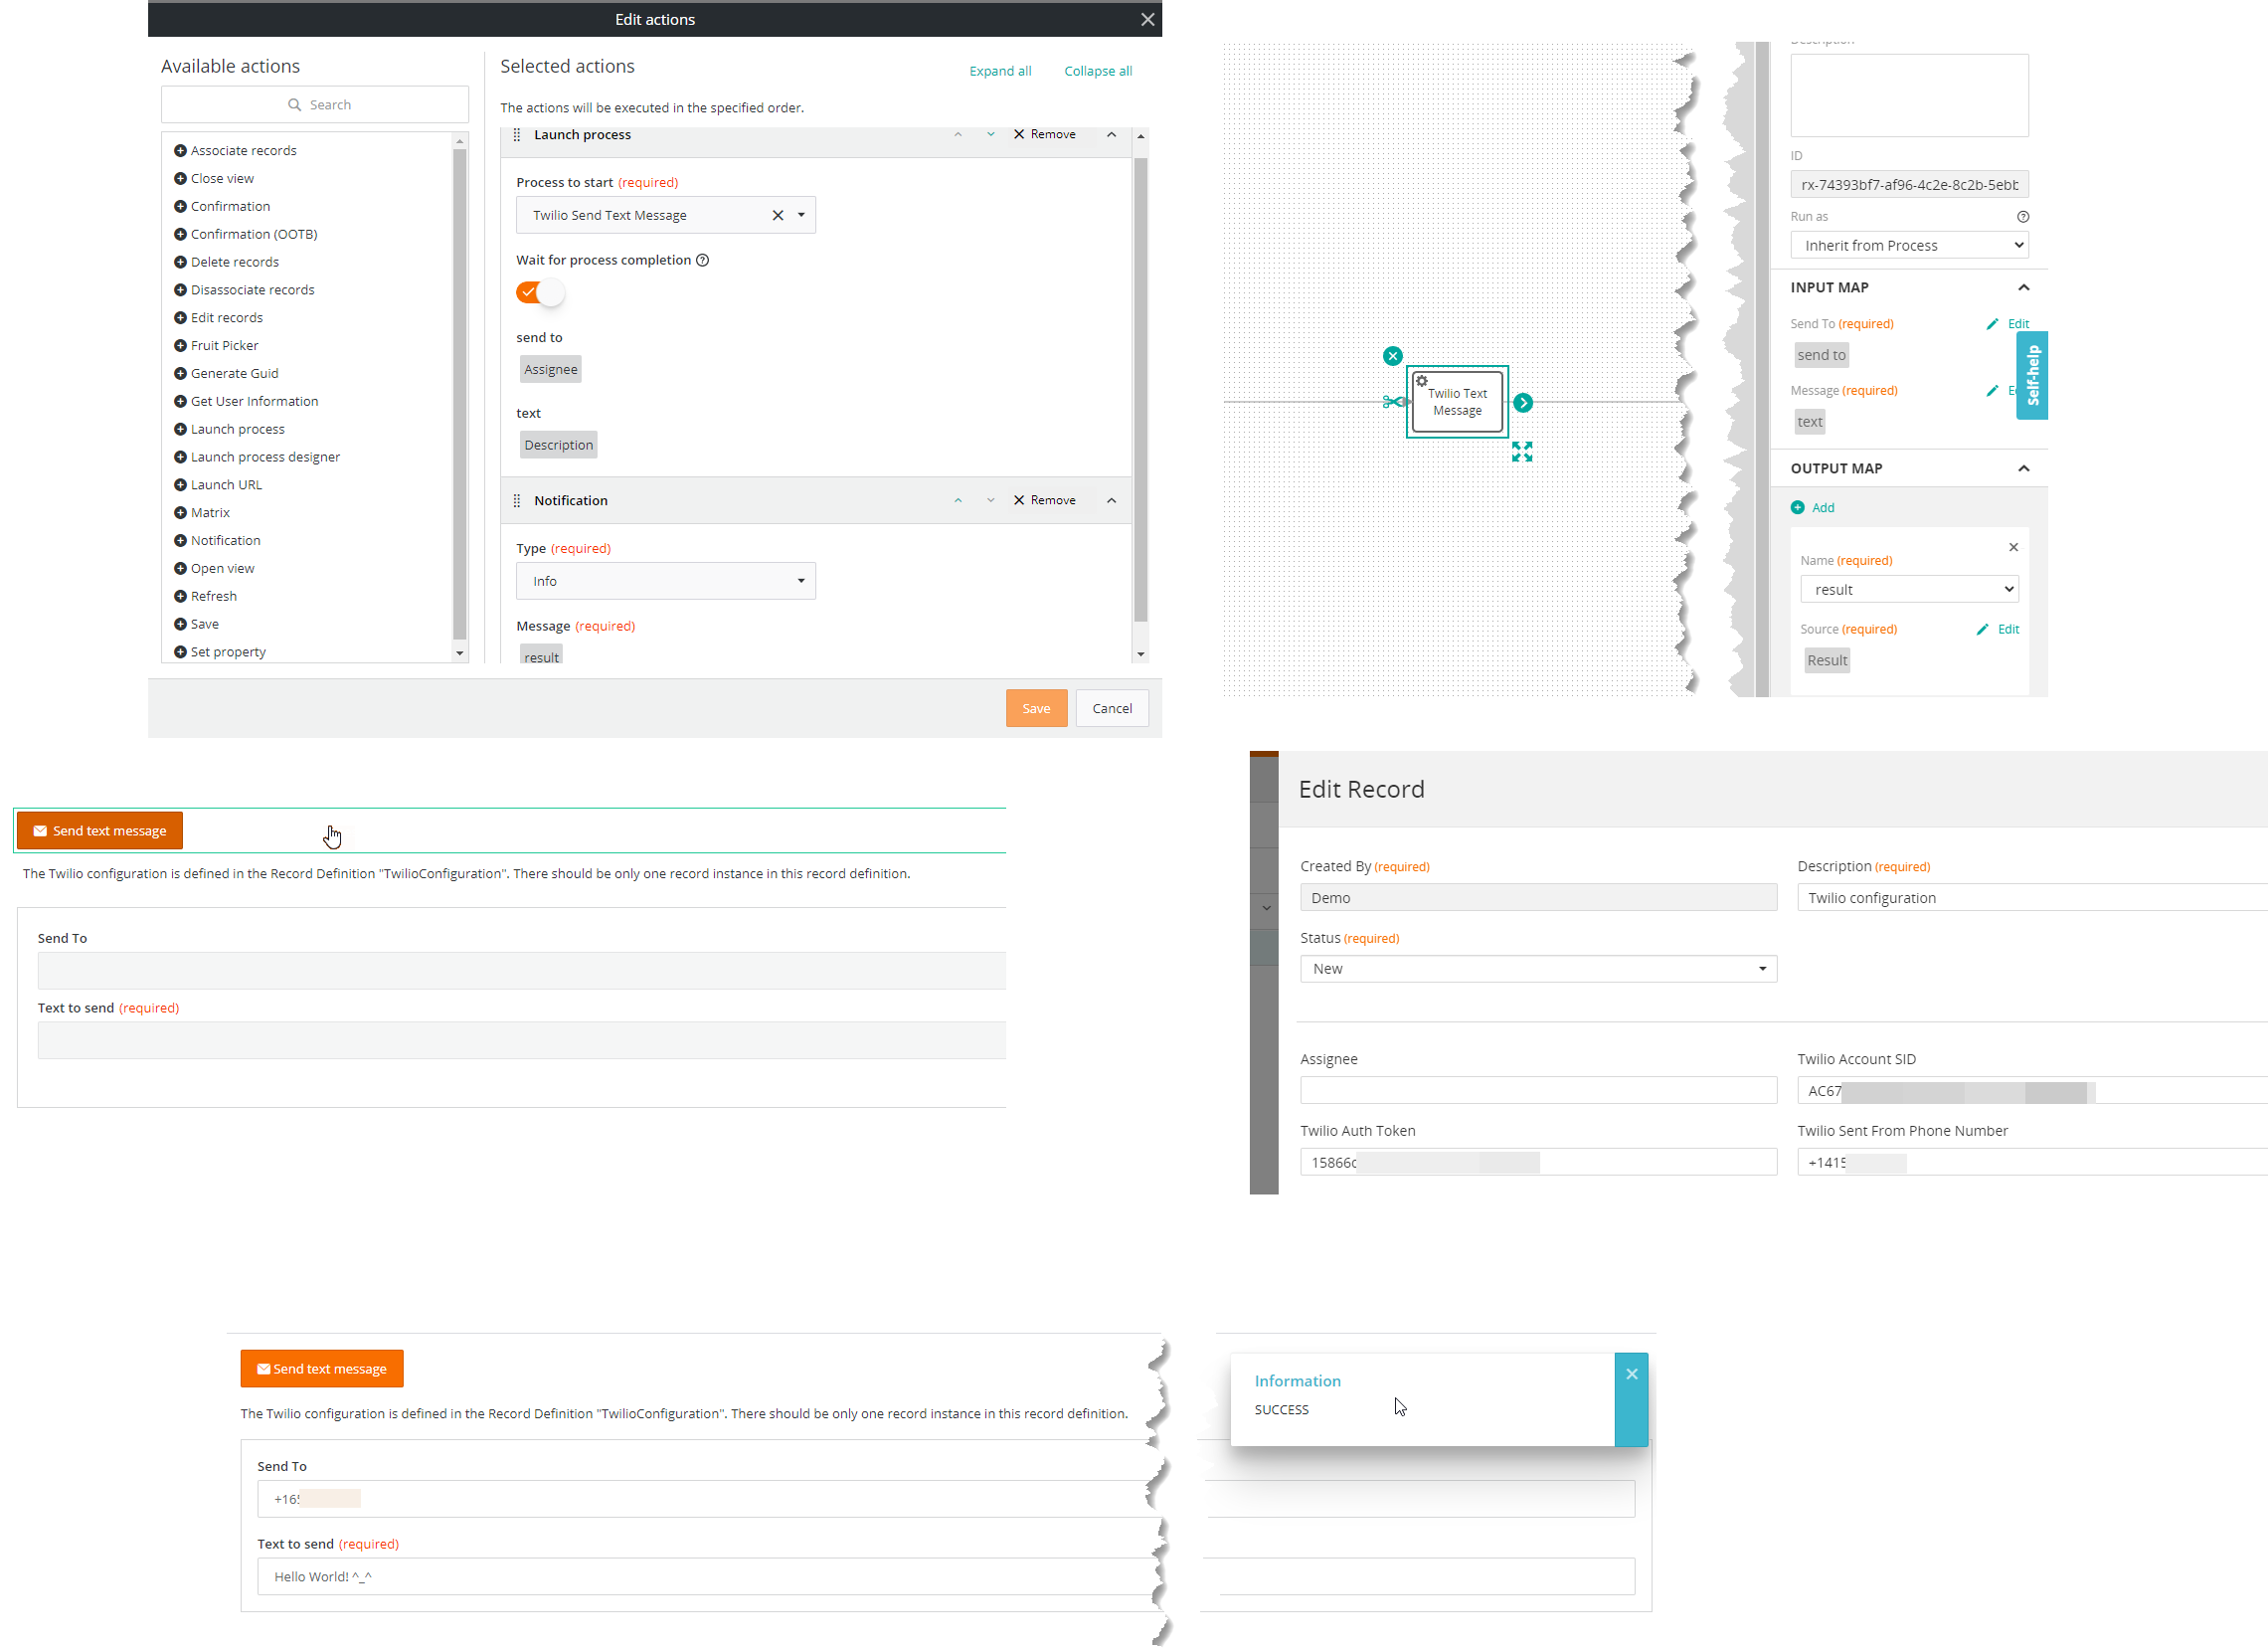 Edit actions
Available actions
Search
Associate records
Close view
Confirmation
Confirmation (OOTB)
Delete records
Disassociate records
Edit records
Fruit Picker
Generate Guid
Get User Information
Launch process
Launch process designer
Launch URL
Matrix
Notification
Open view
Refresh
Save
Set property
Selected actions
Expand all
Collapse all
The actions will be executed in the specified order.
Launch process
Remove
Process to start (required)
Twilio Send Text Message
Wait for process completion
send to
Assignee
text
Description
Notification
Remove
Type (required)
Info
Message (required)
result
Save
Cancel
Twilio Text
Message
Description
ID
rx-74393bf7-af96-4c2e-8c2b-5ebb
Run as
Inherit from Process
INPUT MAP
Send To (required)
Edit
send to
Message (required)
text
Self-help
OUTPUT MAP
Add
Name (required)
result
Source (required)
Edit
Result
Send text message
The Twilio configuration is defined in the Record Definition "TwilioConfiguration". There should be only one record instance in this record definition.
Send To
Text to send (required)
Edit Record
Created By (required)
Demo
Description (required)
Twilio configuration
Status (required)
New
Assignee
Twilio Account SID
AC67
Twilio Auth Token
15866c
Twilio Sent From Phone Number
+1415
Send text message
The Twilio configuration is defined in the Record Definition "TwilioConfiguration". There should be only one record instance in this record definition.
Send To
+165
Text to send (required)
Hello World! ^_^
Information
SUCCESS